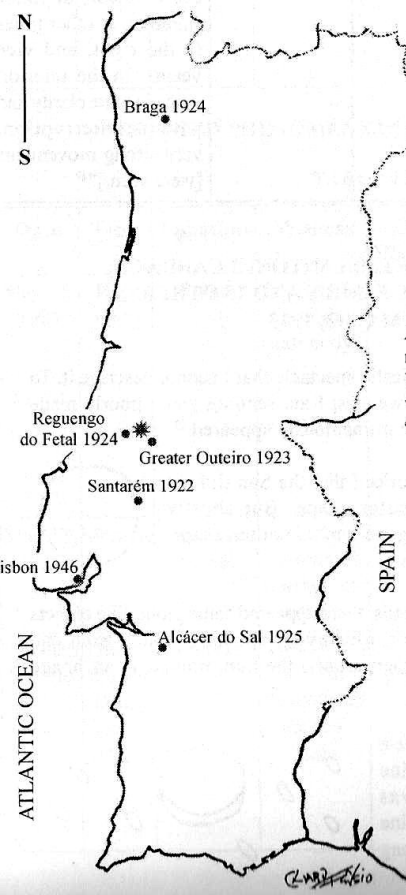 N
S
Braga 1924
Reguengo
do Fetal 1924
Greater Outeiro 1923
Santarém 1922
isbon 1946
Alcácer do Sal 1925
SPAIN
ATLANTIC OCEAN